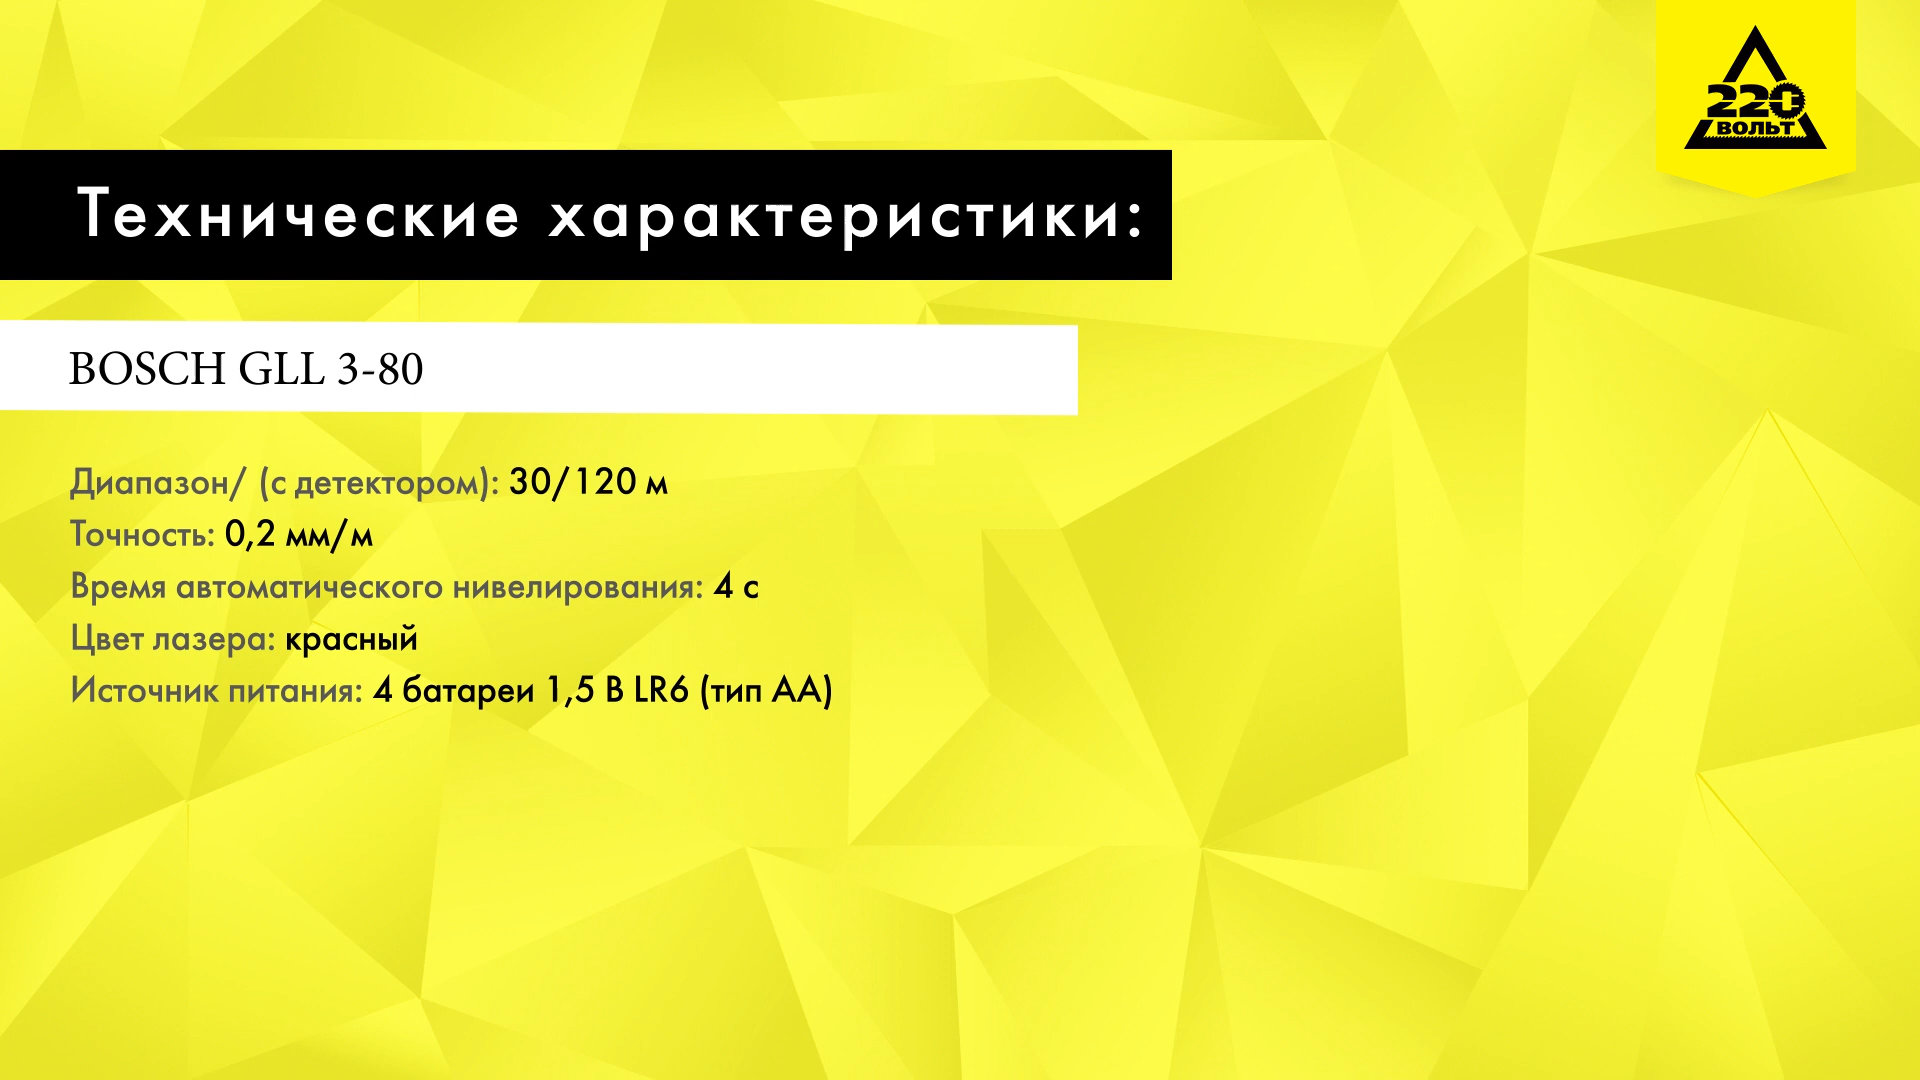 220
ВОЛЬТ
Технические характеристики:
BOSCH GLL 3-80
Диапазон/ (с детектором): 30/120 м
Точность: 0,2 мм/м
Время автоматического нивелирования: 4 с
Цвет лазера: красный
Источник питания: 4 батареи 1,5 В LR6 (тип АА)